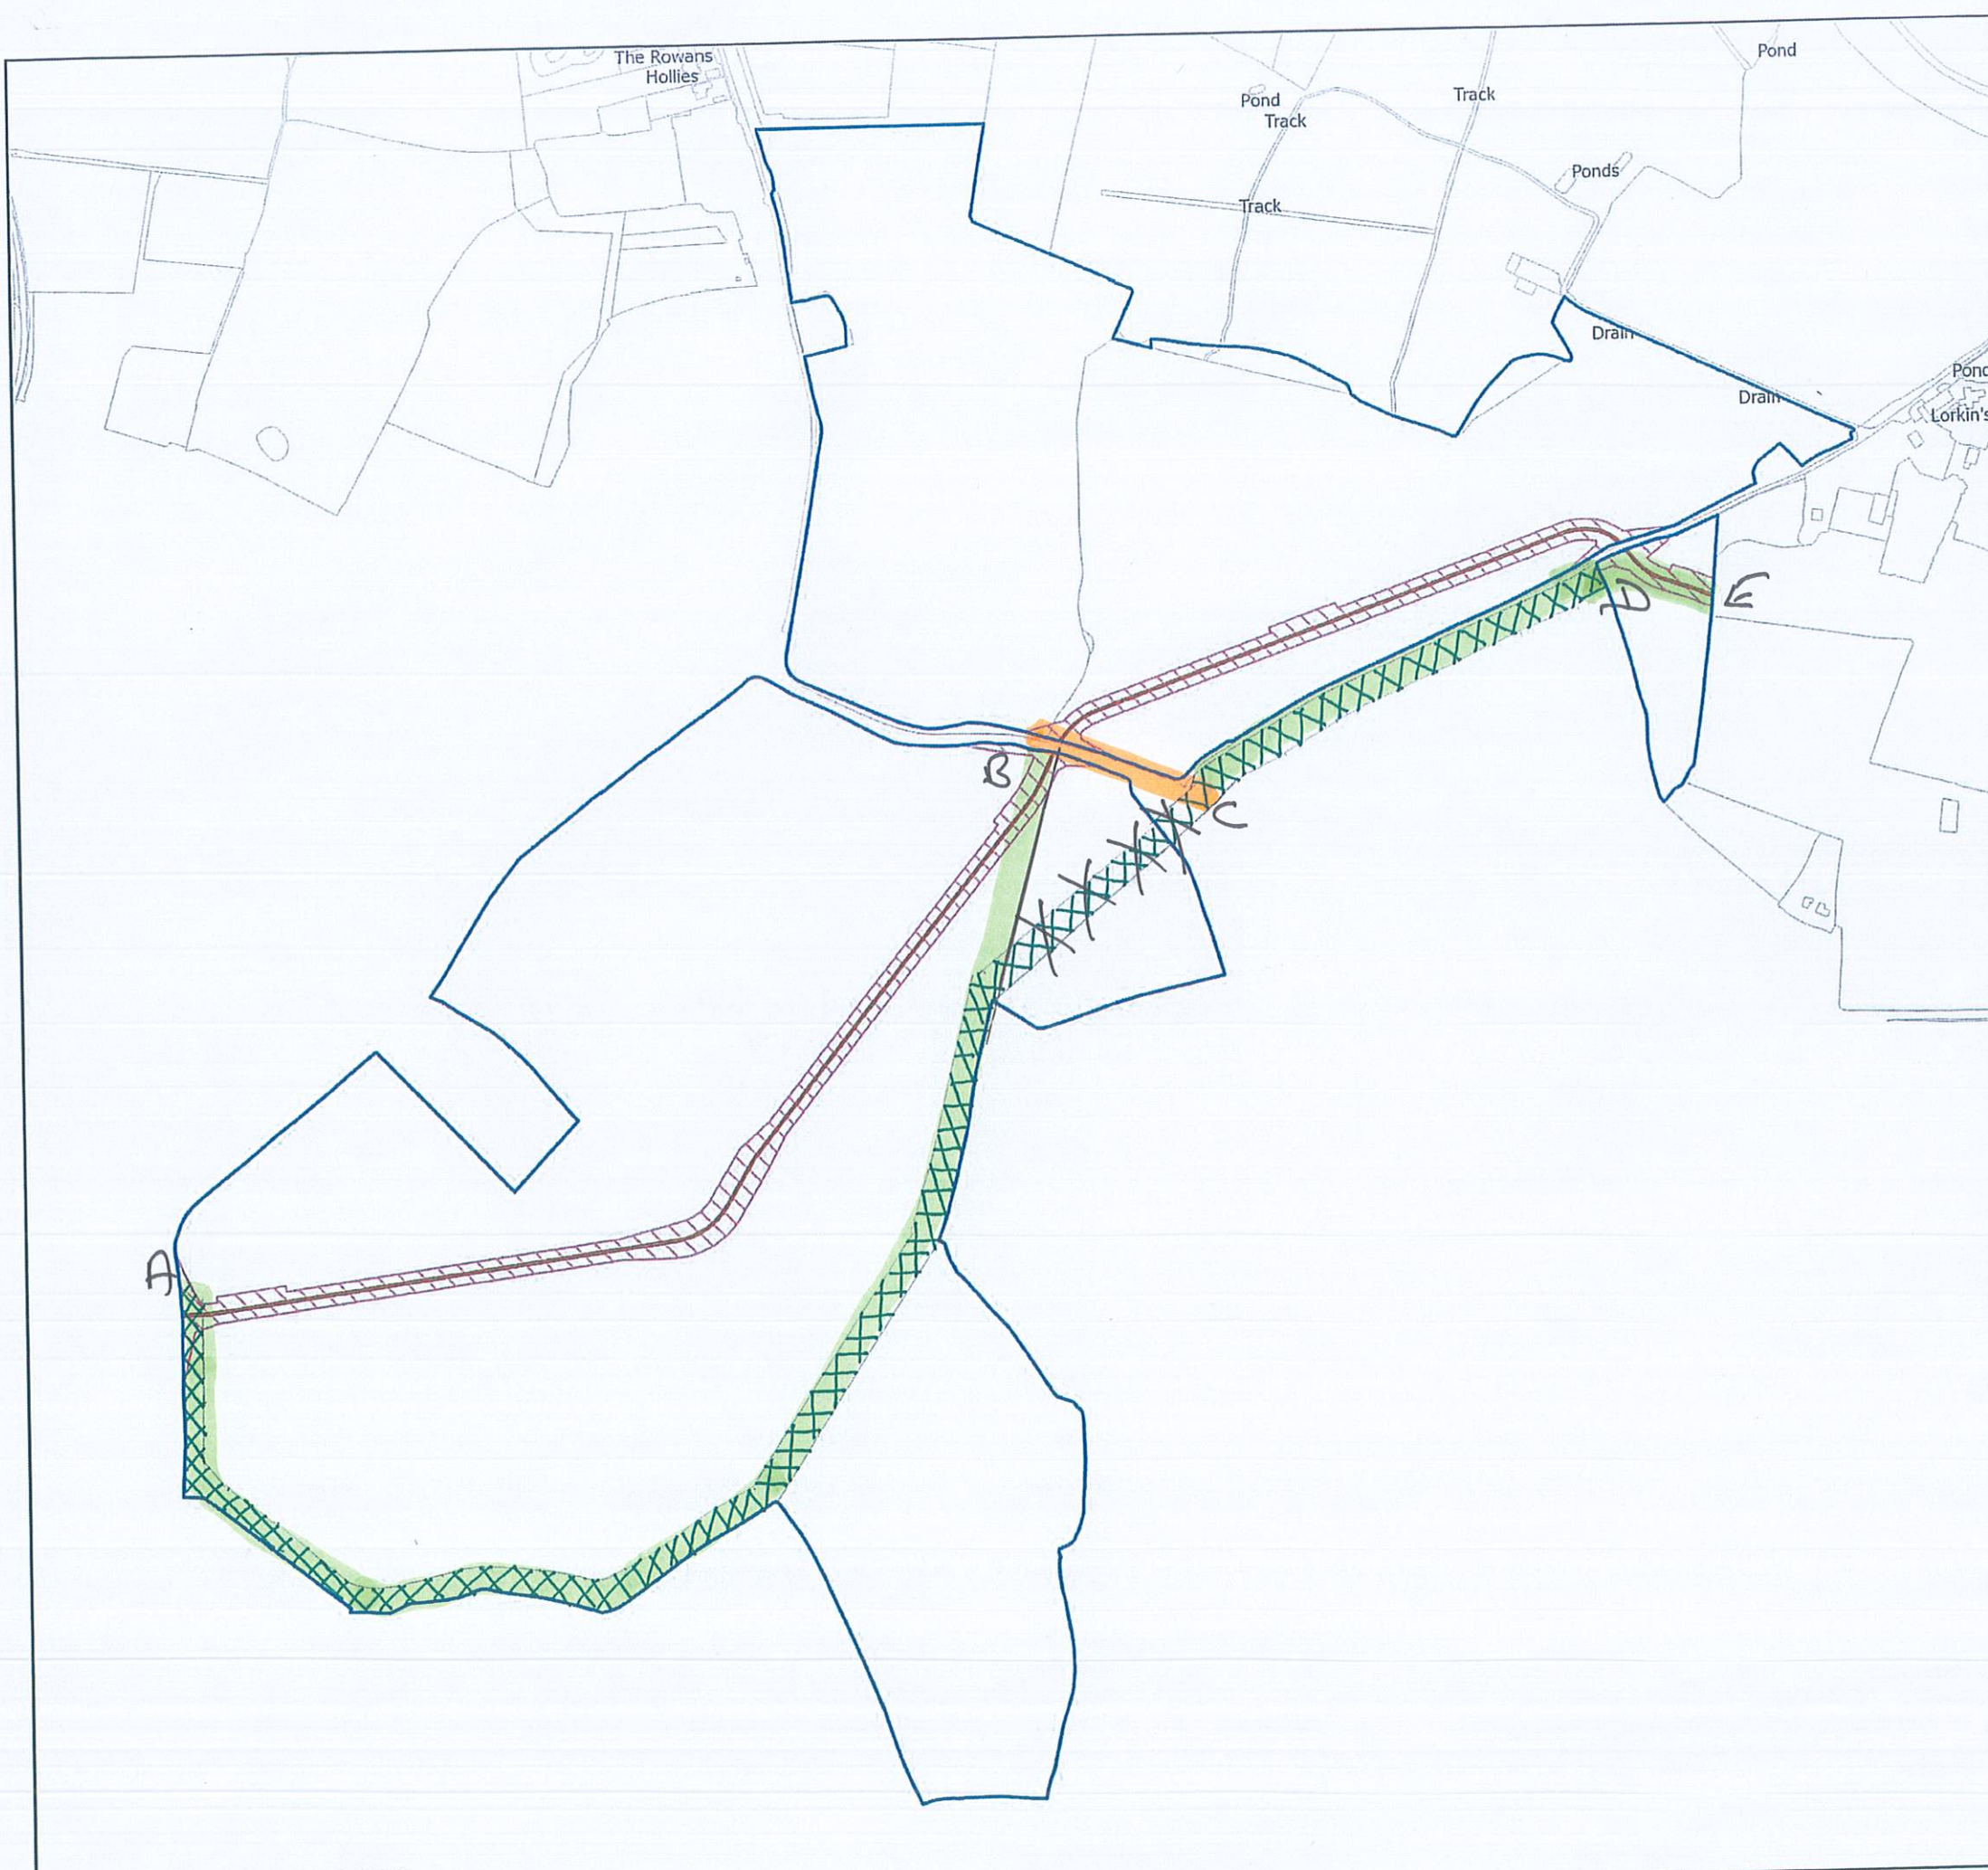 The Rowans
Hollies
Pond
Track
Track
Pond
Ponds
Track
Drain
Drain
Pond
Lorkin's
A
B
C
D
E